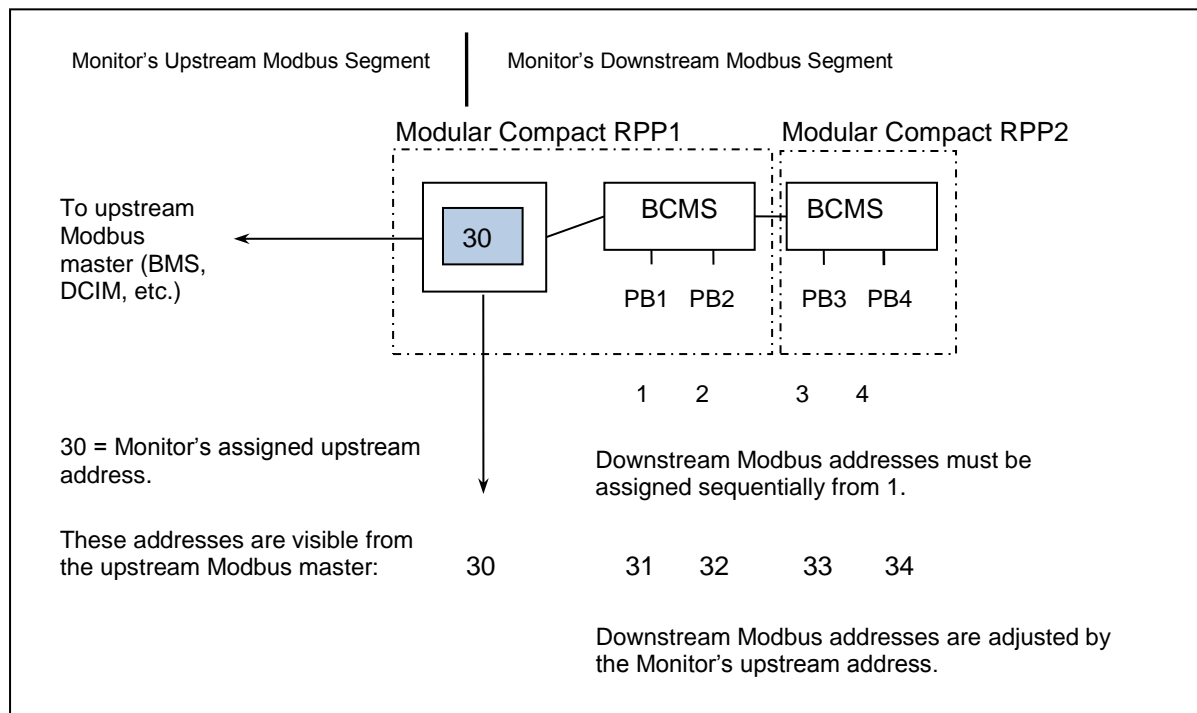 Monitor's Upstream Modbus Segment
Monitor's Downstream Modbus Segment
Modular Compact RPP1
Modular Compact RPP2
To upstream
Modbus
master (BMS,
DCIM, etc.)
30
BCMS
BCMS
PB1
PB2
PB3
PB4
1
2
3
4
30 = Monitor's assigned upstream
address.
Downstream Modbus addresses must be
assigned sequentially from 1.
These addresses are visible from
the upstream Modbus master:
30
31
32
33
34
Downstream Modbus addresses are adjusted by
the Monitor's upstream address.